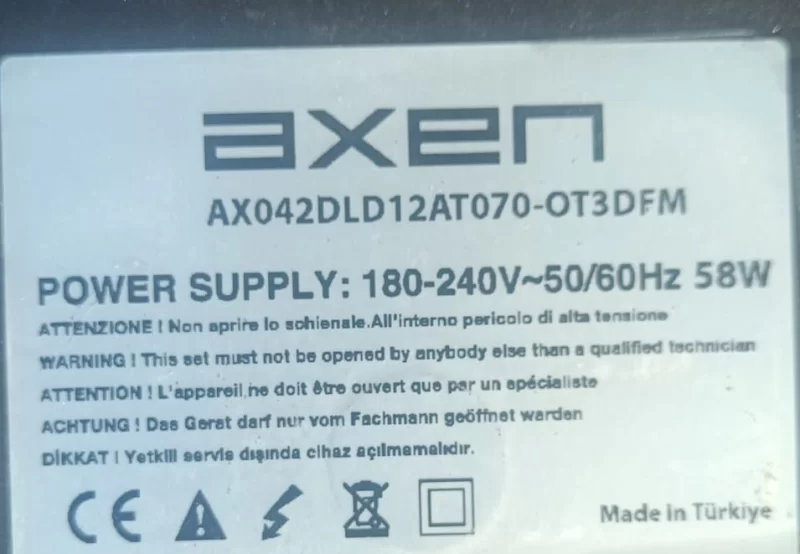 axen
AX042DLD12AT070-OT3DFM
POWER SUPPLY: 180-240V~50/60Hz 58W
ATTENZIONE ! Non aprire lo schienale.All'interno pericolo di alta tensione
WARNING ! This set must not be opened by anybody else than a qualified technician
ATTENTION ! L'appareil ne doit être ouvert que par un spécialiste
ACHTUNG ! Das Gerat darf nur vom Fachmann geöffnet warden
DİKKAT ! Yetkili servis dışında cihaz açılmamalıdır.
CE
Made in Türkiye